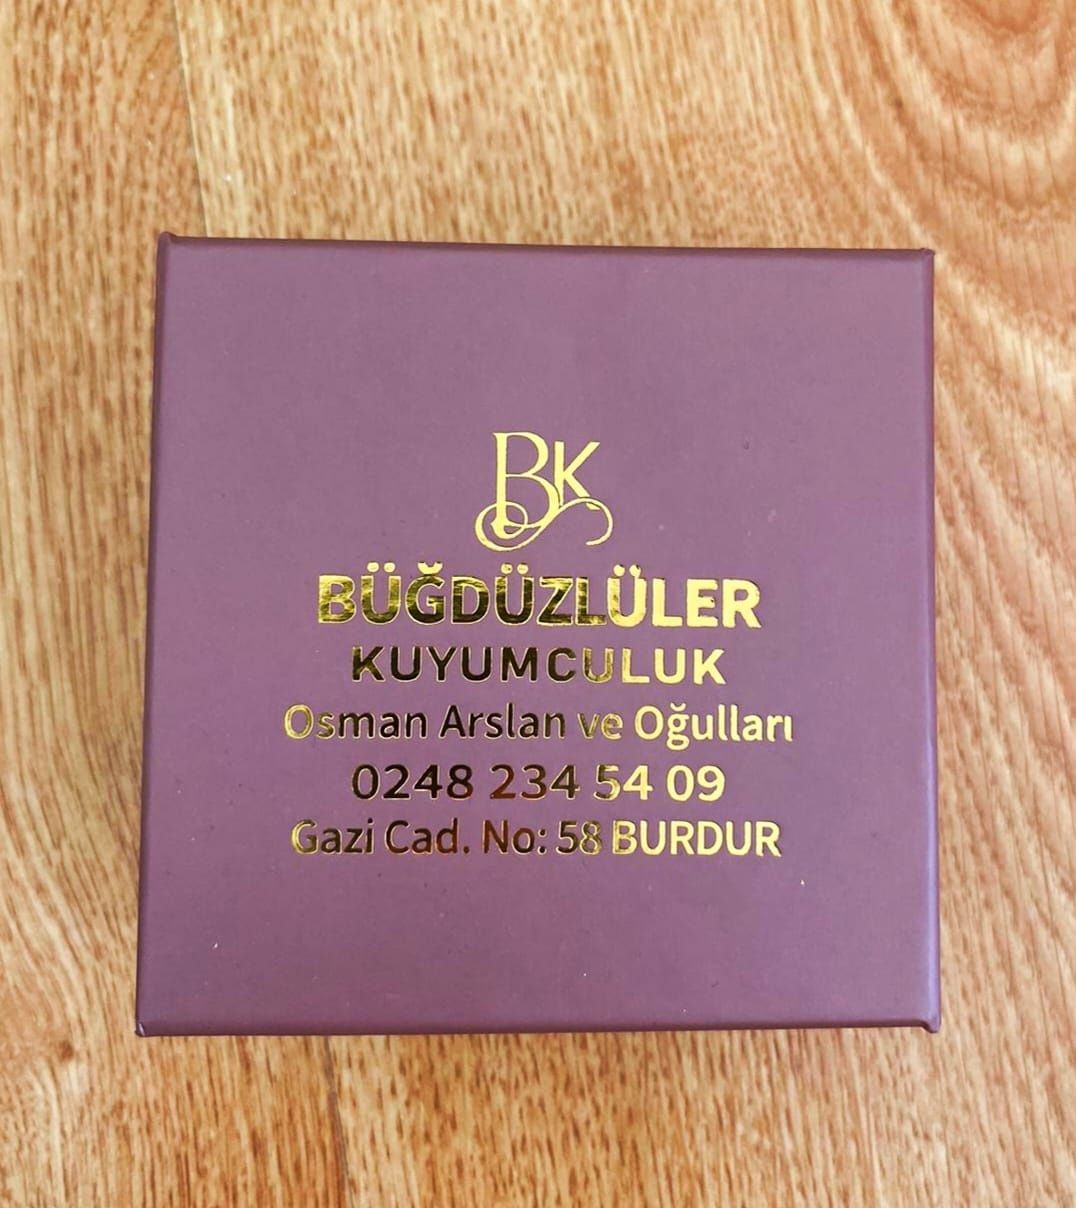 BK
BÜĞDÜZLÜLER
KUYUMCULUK
Osman Arslan ve Oğulları
0248 234 54 09
Gazi Cad. No: 58 BURDUR